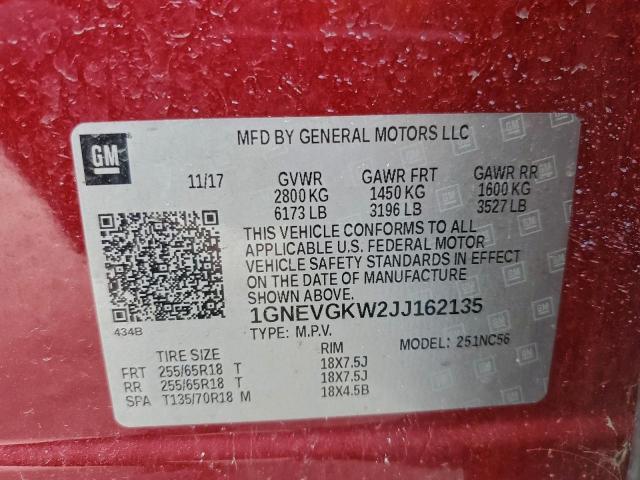 GM
MFD BY GENERAL MOTORS LLC
11/17 GVWR GAWR FRT GAWR RR
2800 KG 1450 KG 1600 KG
6173 LB 3196 LB 3527 LB
THIS VEHICLE CONFORMS TO ALL
APPLICABLE U.S. FEDERAL MOTOR
VEHICLE SAFETY STANDARDS IN EFFECT
ON THE DATE OF MANUFACTURE
SHOWN ABOVE.
434B
1GNEVGKW2JJ162135
TYPE: M.P.V. MODEL: 251NC56
TIRE SIZE RIM
FRT 255/65R18 T 18X7.5J
RR 255/65R18 T 18X7.5J
SPA T135/70R18 M 18X4.5B